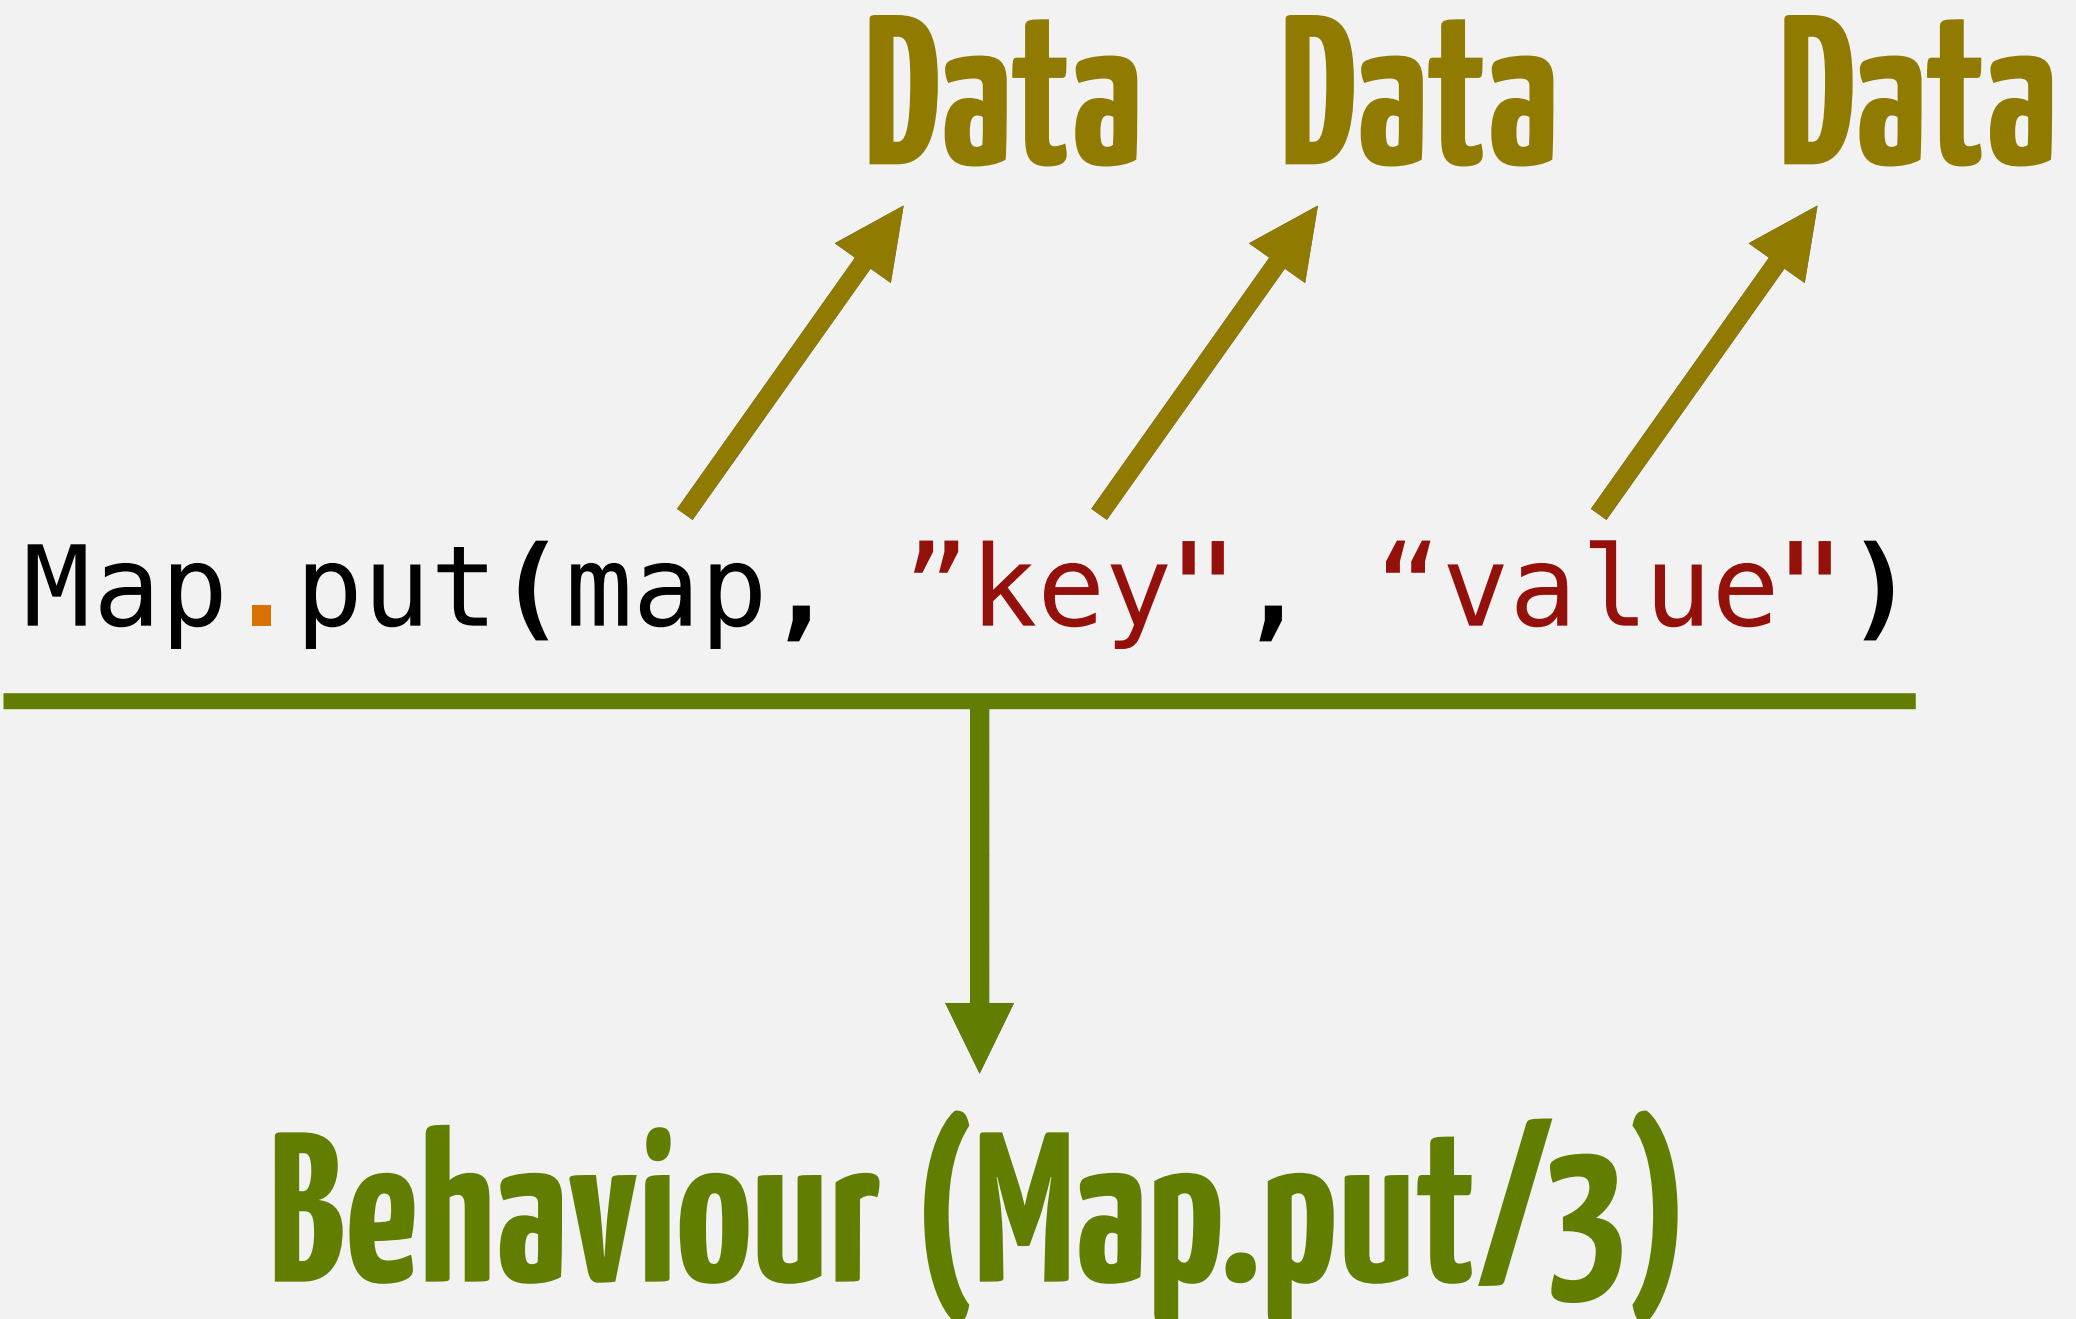 Data Data Data
Map.put(map, ”key", “value")
Behaviour (Map.put/3)